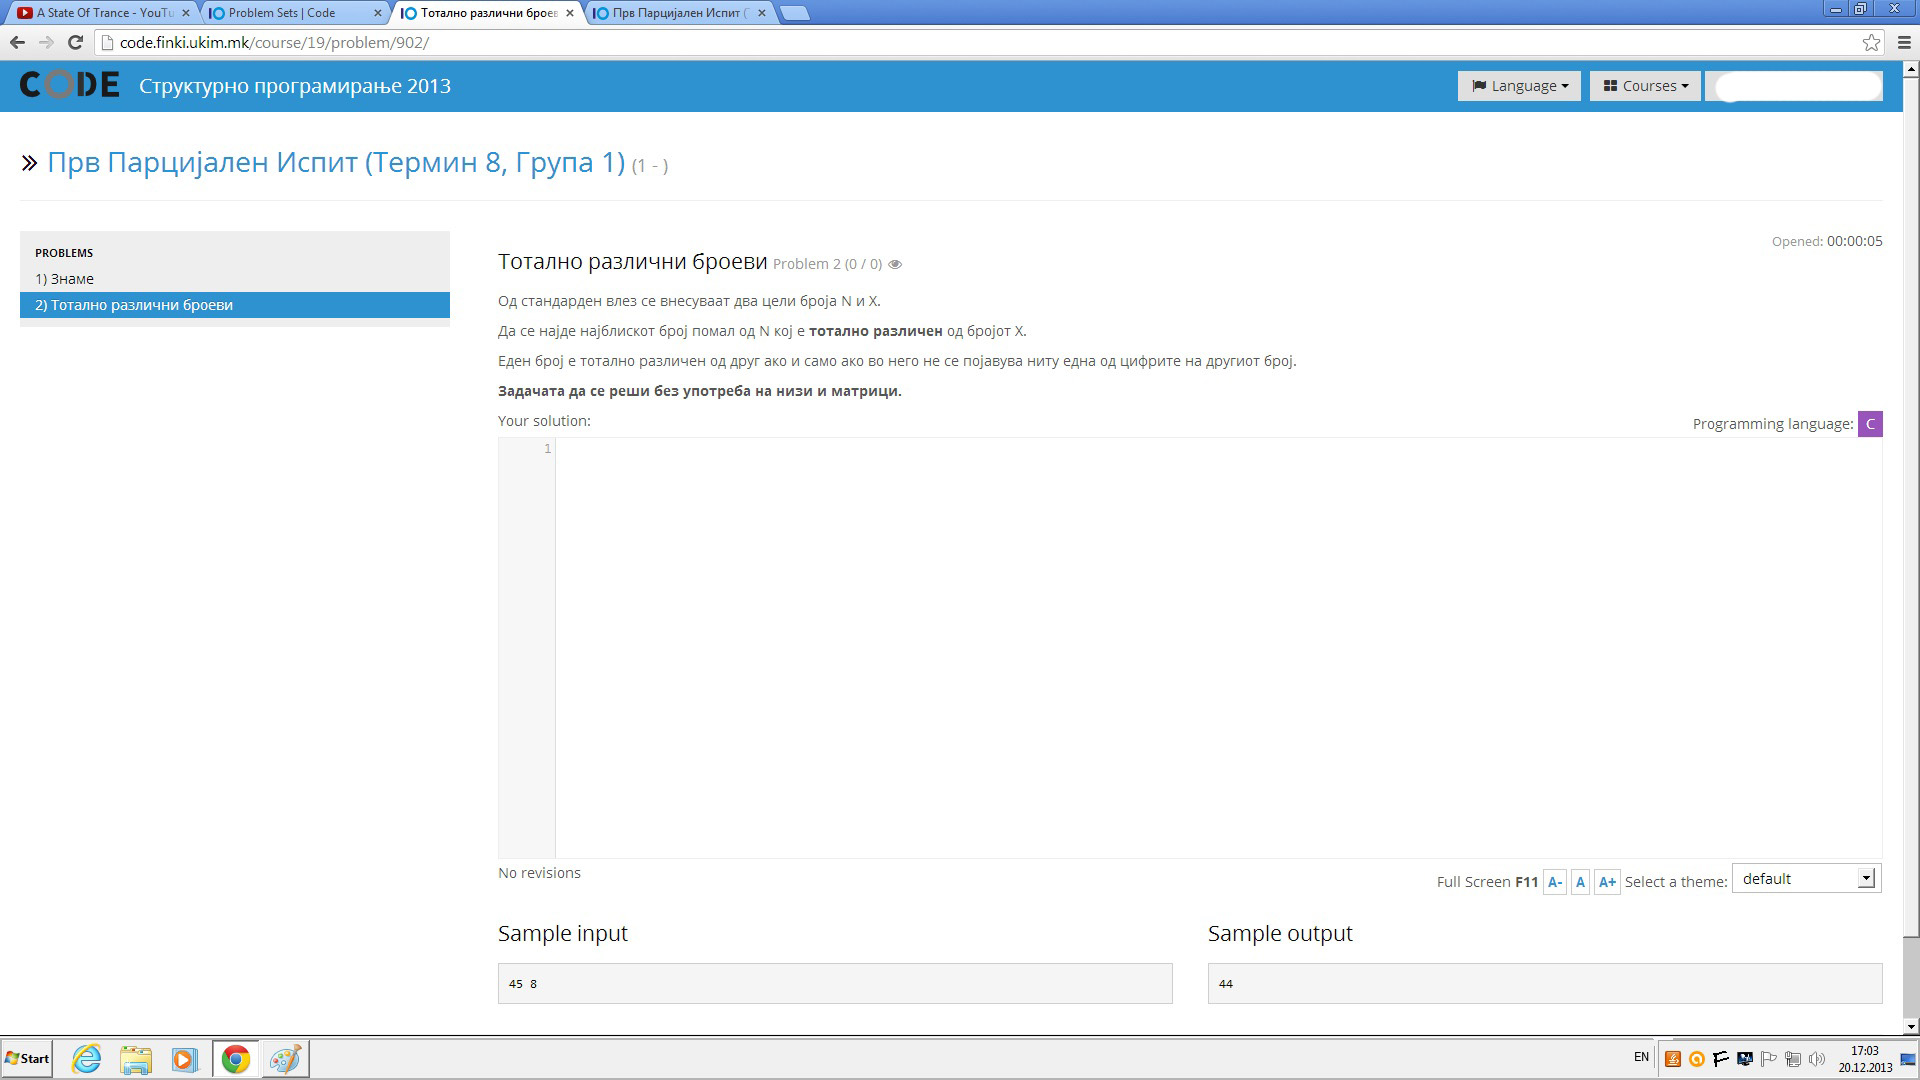 A State Of Trance - YouTu
Problem Sets | Code
Тотално различни броев
Прв Парцијален Испит (
code.finki.ukim.mk/course/19/problem/902/
CODE Структурно програмирање 2013
Language
Courses
Прв Парцијален Испит (Термин 8, Група 1) (1 - )
PROBLEMS
1) Знаме
2) Тотално различни броеви
Opened: 00:00:05
Тотално различни броеви Problem 2 (0 / 0)
Од стандарден влез се внесуваат два цели броја N и X.
Да се најде најблискот број помал од N кој е тотално различен од бројот X.
Еден број е тотално различен од друг ако и само ако во него не се појавува ниту една од цифрите на другиот број.
Задачата да се реши без употреба на низи и матрици.
Your solution:
Programming language: C
1
No revisions
Full Screen F11 A- A A+ Select a theme: default
Sample input
Sample output
45 8
44
Start
EN
17:03
20.12.2013